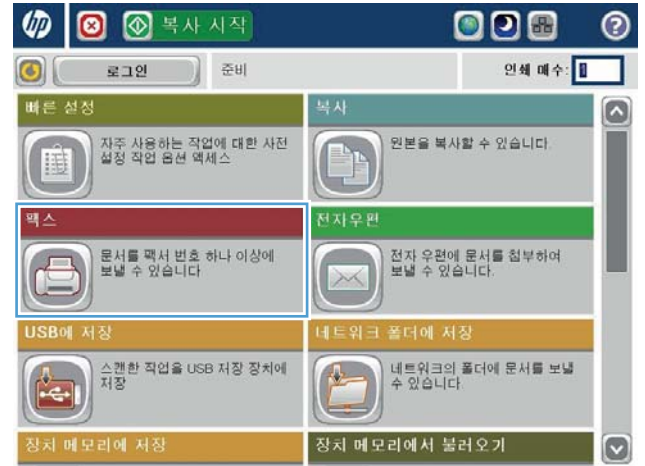 hp 복사 시작 ?
로그인 준비 인쇄 매수: 1
빠른 설정
자주 사용하는 작업에 대한 사전
설정 작업 옵션 액세스
복사
원본을 복사할 수 있습니다.
팩스
문서를 팩서 번호 하나 이상에
보낼 수 있습니다
전자우편
전자 우편에 문서를 첨부하여
보낼 수 있습니다.
USB에 저장
스캔한 작업을 USB 저장 장치에
저장
네트워크 폴더에 저장
네트워크의 폴더에 문서를 보낼
수 있습니다.
장치 메모리에 저장
장치 메모리에서 불러오기